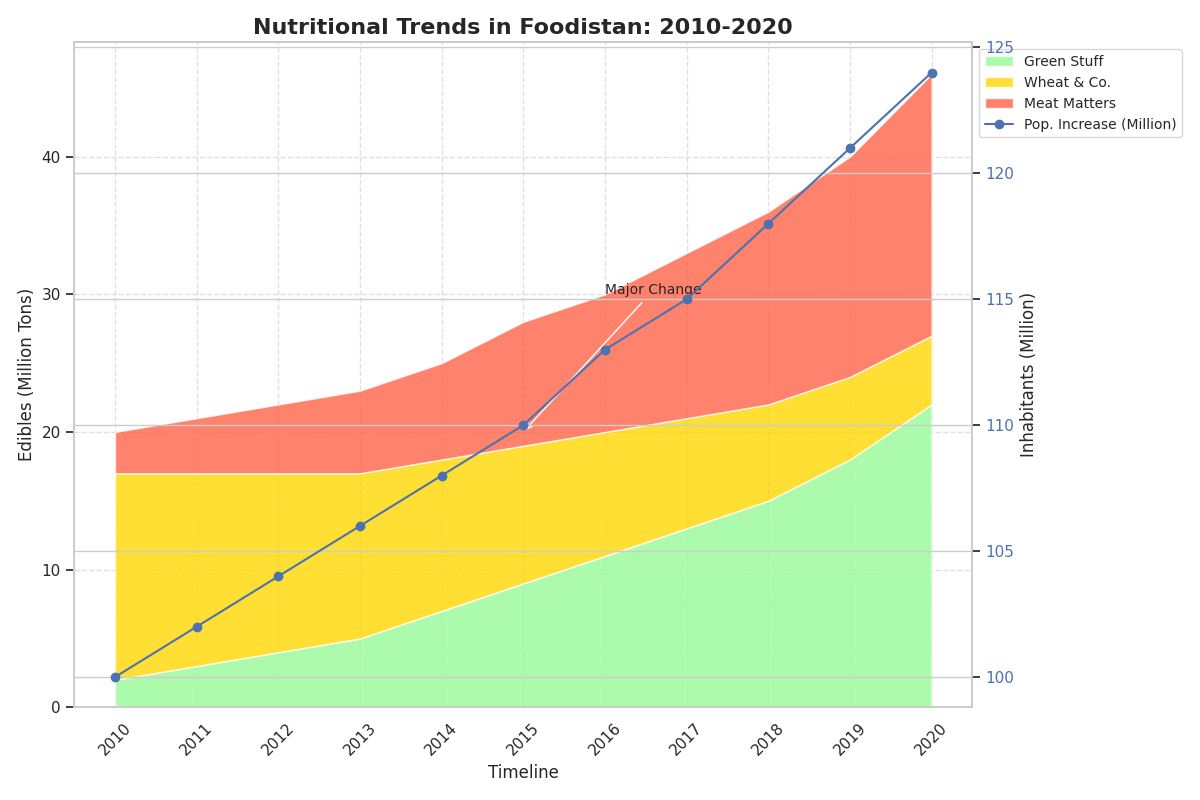 Nutritional Trends in Foodistan: 2010-2020
Green Stuff
Wheat & Co.
Meat Matters
Pop. Increase (Million)
Edibles (Million Tons)
40
30
20
10
0
Major Change
125
120
115
110
105
100
Inhabitants (Million)
2010
2011
2012
2013
2014
2015
2016
2017
2018
2019
2020
Timeline